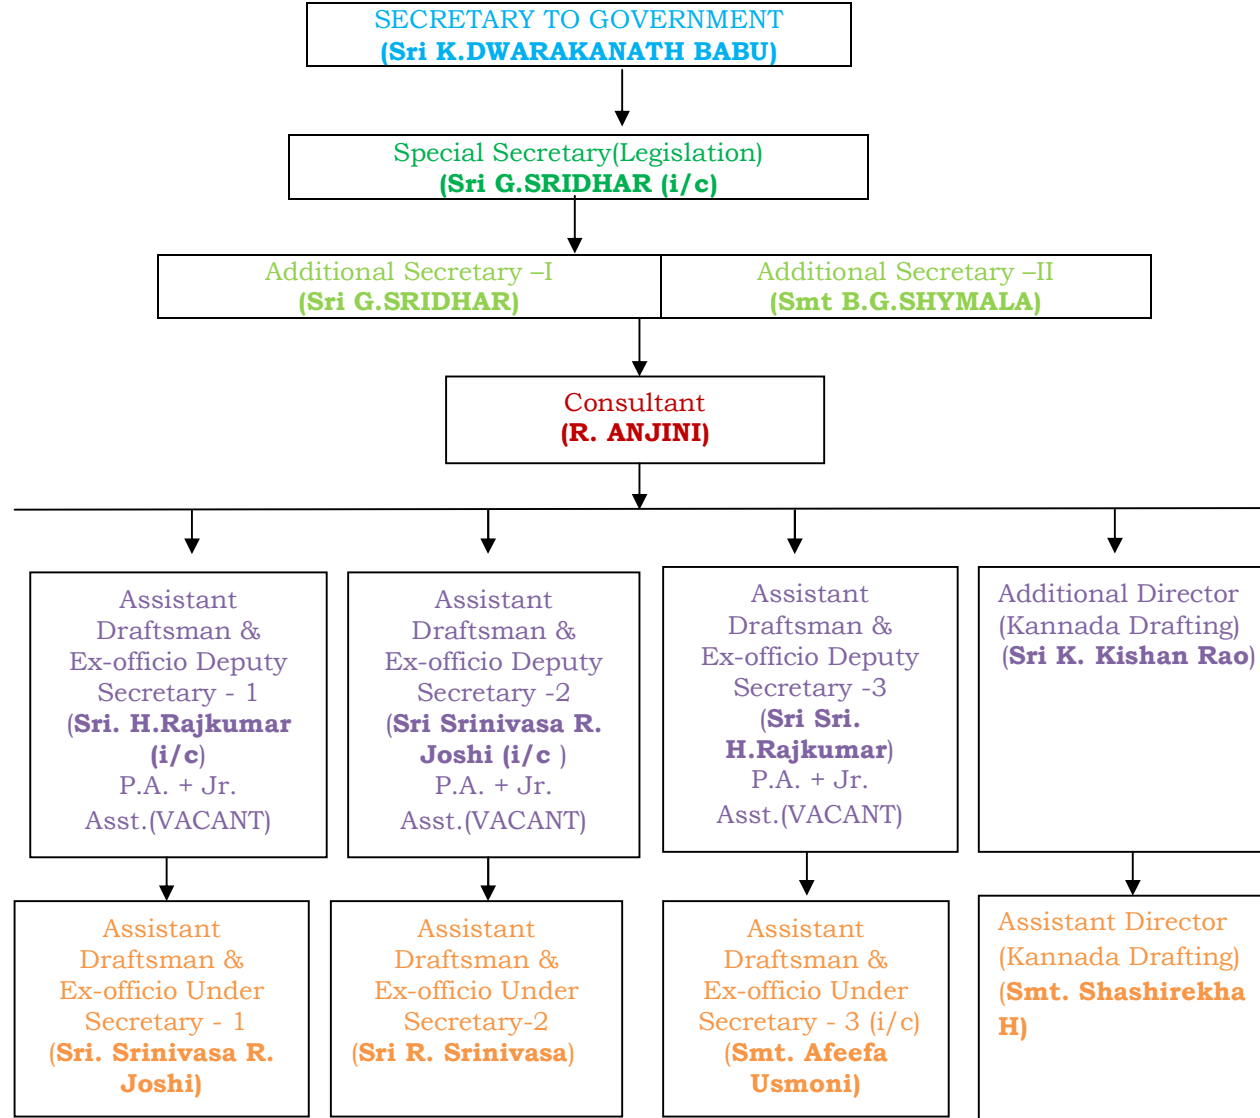 SECRETARY TO GOVERNMENT
(Sri K.DWARAKANATH BABU)
Special Secretary(Legislation)
(Sri G.SRIDHAR (i/c)
Additional Secretary –I
(Sri G.SRIDHAR)
Additional Secretary –II
(Smt B.G.SHYMALA)
Consultant
(R. ANJINI)
Assistant
Draftsman &
Ex-officio Deputy
Secretary - 1
(Sri. H.Rajkumar
(i/c)
P.A. + Jr.
Asst.(VACANT)
Assistant
Draftsman &
Ex-officio Deputy
Secretary -2
(Sri Srinivasa R.
Joshi (i/c )
P.A. + Jr.
Asst.(VACANT)
Assistant
Draftsman &
Ex-officio Deputy
Secretary -3
(Sri Sri.
H.Rajkumar)
P.A. + Jr.
Asst.(VACANT)
Additional Director
(Kannada Drafting)
(Sri K. Kishan Rao)
Assistant
Draftsman &
Ex-officio Under
Secretary - 1
(Sri. Srinivasa R.
Joshi)
Assistant
Draftsman &
Ex-officio Under
Secretary-2
(Sri R. Srinivasa)
Assistant
Draftsman &
Ex-officio Under
Secretary - 3 (i/c)
(Smt. Afeefa
Usmoni)
Assistant Director
(Kannada Drafting)
(Smt. Shashirekha
H)